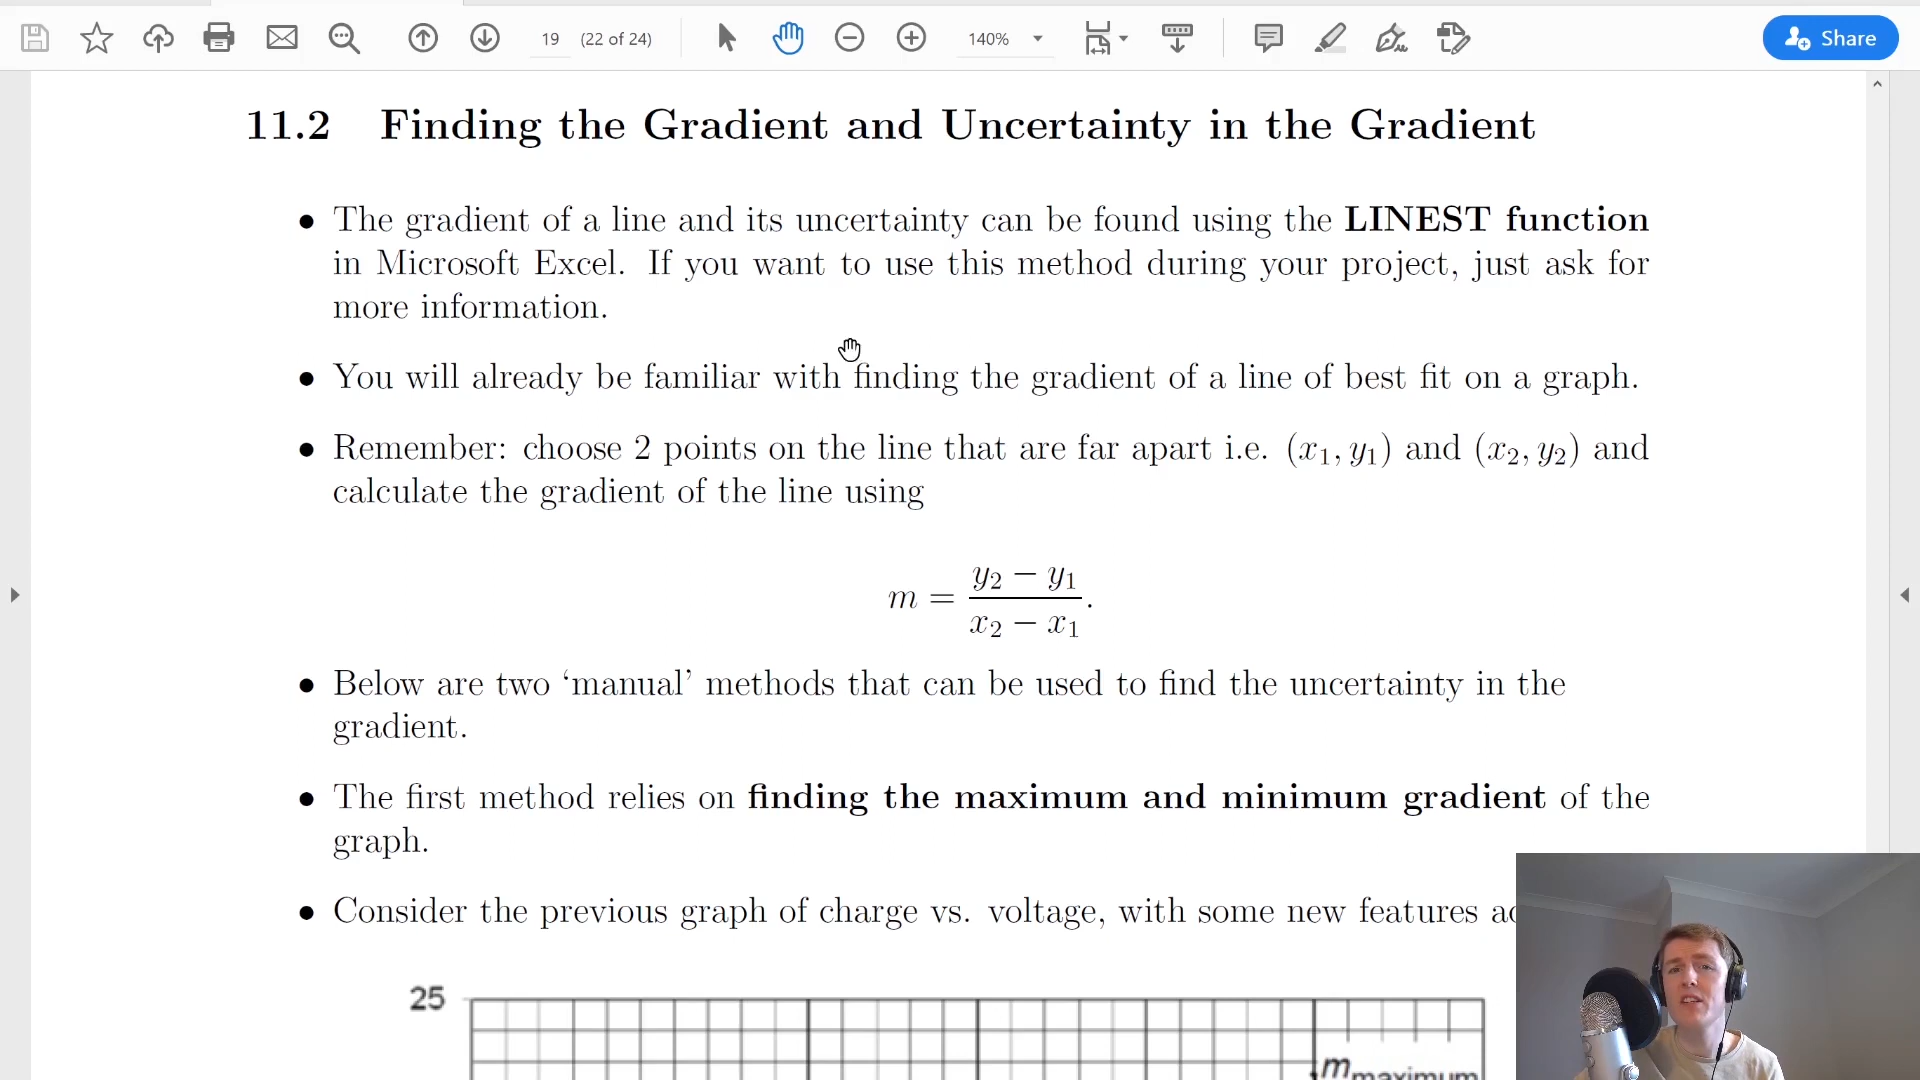 19 (22 of 24) 140% Share
11.2 Finding the Gradient and Uncertainty in the Gradient
• The gradient of a line and its uncertainty can be found using the LINEST function
in Microsoft Excel. If you want to use this method during your project, just ask for
more information.
• You will already be familiar with finding the gradient of a line of best fit on a graph.
• Remember: choose 2 points on the line that are far apart i.e. (x₁, y₁) and (x₂, y₂) and
calculate the gradient of the line using
m = (y₂ − y₁)/(x₂ − x₁).
• Below are two ‘manual’ methods that can be used to find the uncertainty in the
gradient.
• The first method relies on finding the maximum and minimum gradient of the
graph.
• Consider the previous graph of charge vs. voltage, with some new features
25
m maximum